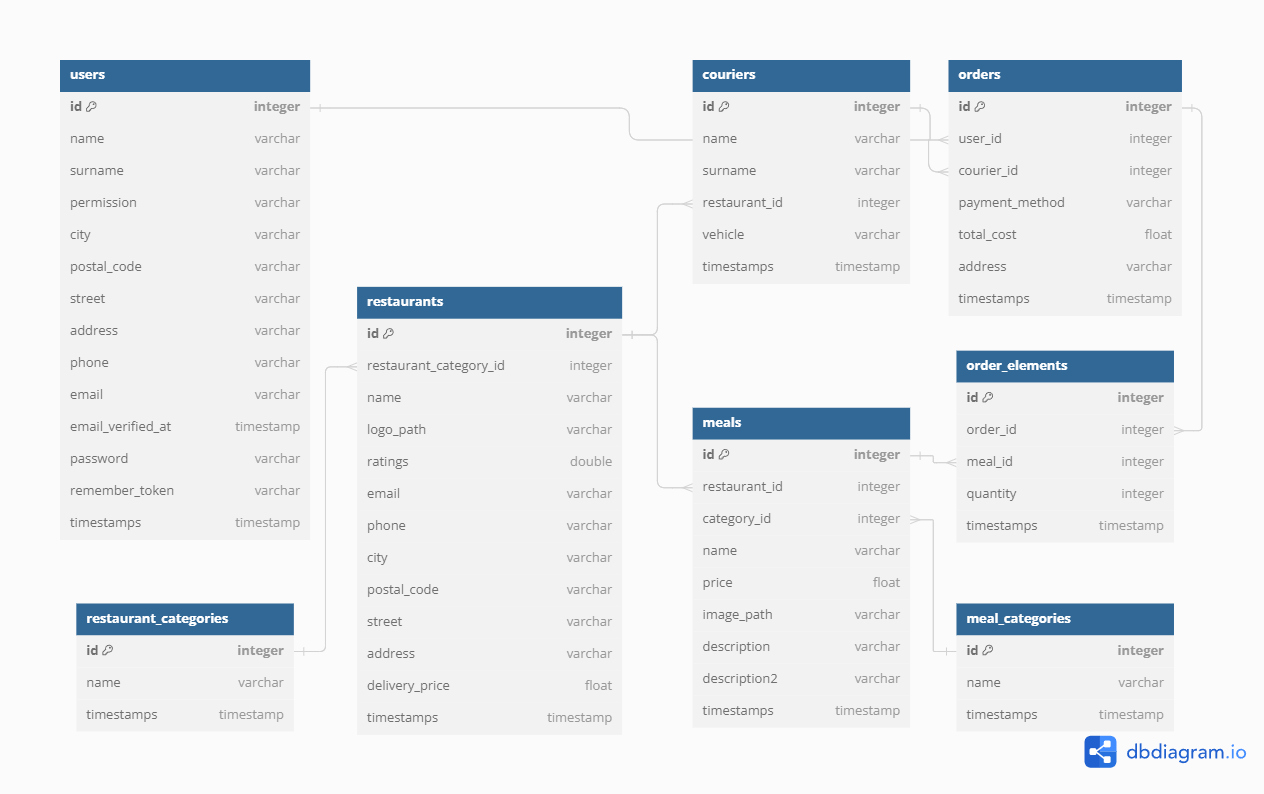 users
id integer
name varchar
surname varchar
permission varchar
city varchar
postal_code varchar
street varchar
address varchar
phone varchar
email varchar
email_verified_at timestamp
password varchar
remember_token varchar
timestamps timestamp
restaurant_categories
id integer
name varchar
timestamps timestamp
restaurants
id integer
restaurant_category_id integer
name varchar
logo_path varchar
ratings double
email varchar
phone varchar
city varchar
postal_code varchar
street varchar
address varchar
delivery_price float
timestamps timestamp
couriers
id integer
name varchar
surname varchar
restaurant_id integer
vehicle varchar
timestamps timestamp
meals
id integer
restaurant_id integer
category_id integer
name varchar
price float
image_path varchar
description varchar
description2 varchar
timestamps timestamp
orders
id integer
user_id integer
courier_id integer
payment_method varchar
total_cost float
address varchar
timestamps timestamp
order_elements
id integer
order_id integer
meal_id integer
quantity integer
timestamps timestamp
meal_categories
id integer
name varchar
timestamps timestamp
dbdiagram.io